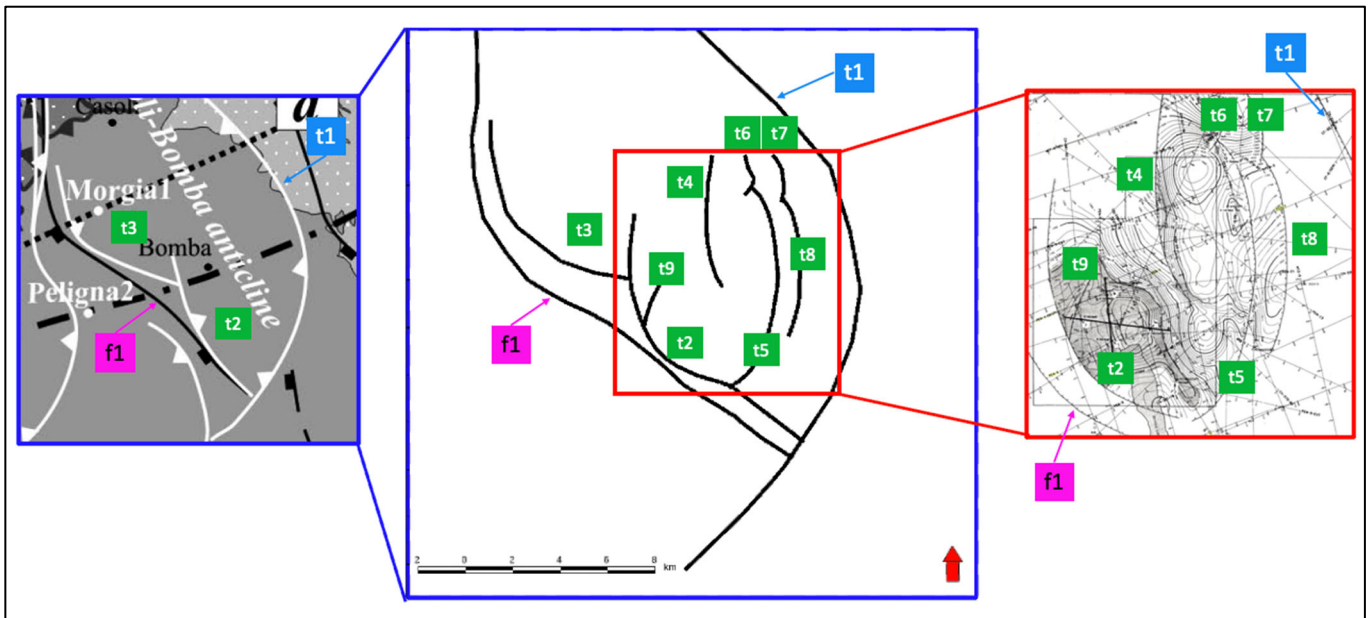 Casol
a
li-Bomba anticline
t1
Morgia1
t3
Bomba
Peligna2
t2
f1
t1
t6
t7
t4
t3
t9
t8
f1
t2
t5
2
0
2
4
6
8
km
t1
t6
t7
t4
t8
t9
t2
t5
f1